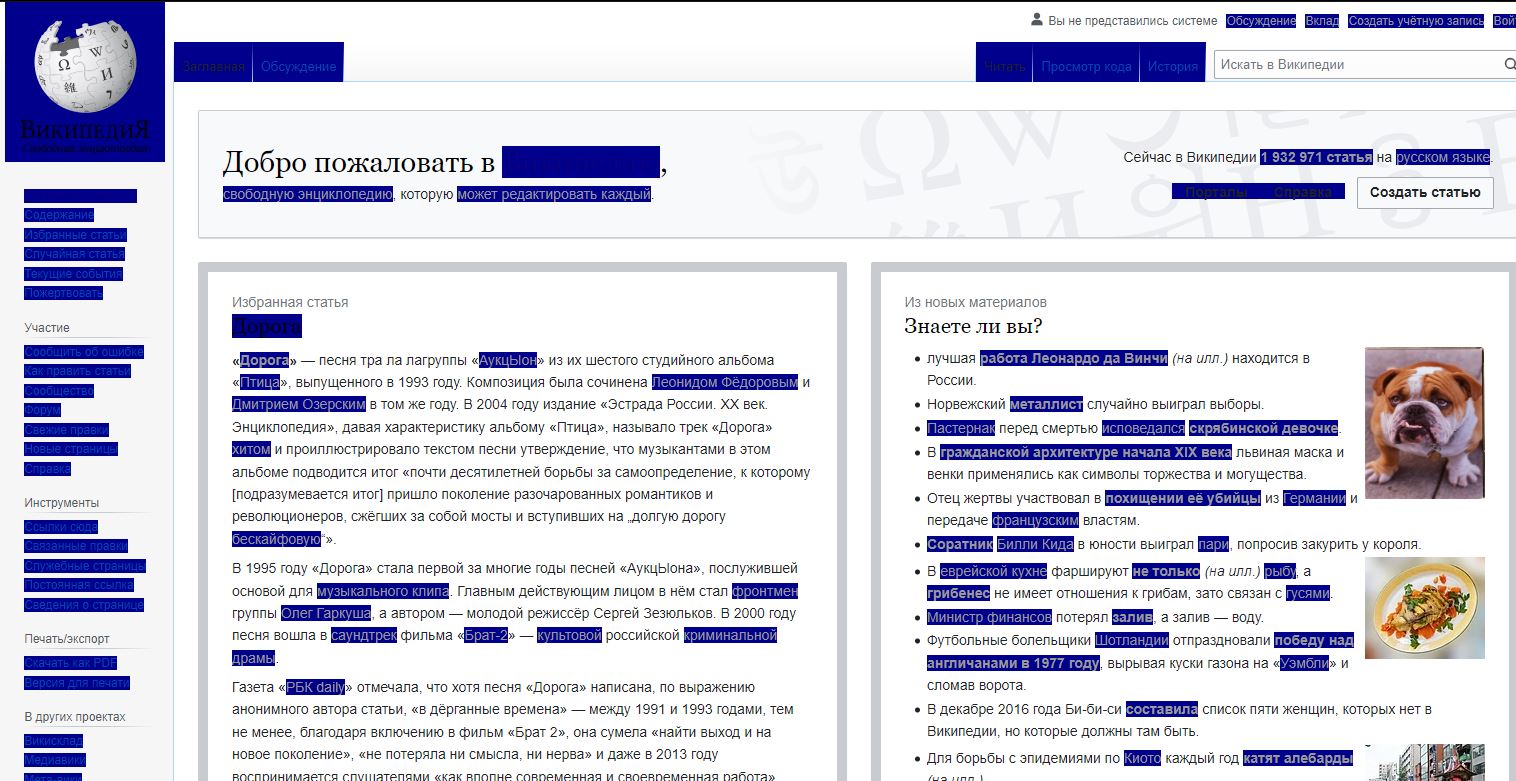 Вы не представились системе Обсуждение Вклад Создать учётную запись Вой
Заглавная Обсуждение Читать Просмотр кода История Искать в Википедии
ВикипедиЯ
Содержание
Избранные статьи
Случайная статья
Текущие события
Пожертвовать
Участие
Сообщить об ошибке
Как править статьи
Сообщество
Форум
Свежие правки
Новые страницы
Справка
Инструменты
Ссылки сюда
Связанные правки
Служебные страницы
Постоянная ссылка
Сведения о странице
Печать/экспорт
Скачать как PDF
Версия для печати
В других проектах
Викисклад
Медиавики
Мета-вики
Добро пожаловать в ,
свободную энциклопедию, которую может редактировать каждый.
Сейчас в Википедии 1 932 971 статья на русском языке.
Порталы Справка Создать статью
Избранная статья
Дорога
«Дорога» — песня тра ла лагруппы «АукцЫон» из их шестого студийного альбома
«Птица», выпущенного в 1993 году. Композиция была сочинена Леонидом Фёдоровым и
Дмитрием Озерским в том же году. В 2004 году издание «Эстрада России. XX век.
Энциклопедия», давая характеристику альбому «Птица», называло трек «Дорога»
хитом и проиллюстрировало текстом песни утверждение, что музыкантами в этом
альбоме подводится итог «почти десятилетней борьбы за самоопределение, к которому
[подразумевается итог] пришло поколение разочарованных романтиков и
революционеров, сжёгших за собой мосты и вступивших на „долгую дорогу
бескайфовую“».
В 1995 году «Дорога» стала первой за многие годы песней «АукцЫона», послужившей
основой для музыкального клипа. Главным действующим лицом в нём стал фронтмен
группы Олег Гаркуша, а автором — молодой режиссёр Сергей Зезюльков. В 2000 году
песня вошла в саундтрек фильма «Брат-2» — культовой российской криминальной
драмы.
Газета «РБК daily» отмечала, что хотя песня «Дорога» написана, по выражению
анонимного автора статьи, «в дёрганные времена» — между 1991 и 1993 годами, тем
не менее, благодаря включению в фильм «Брат 2», она сумела «найти выход и на
новое поколение», «не потеряла ни смысла, ни нерва» и даже в 2013 году
воспринимается слушателями «как вполне современная и своевременная работа».
Из новых материалов
Знаете ли вы?
лучшая работа Леонардо да Винчи (на илл.) находится в
России.
Норвежский металлист случайно выиграл выборы.
Пастернак перед смертью исповедался скрябинской девочке.
В гражданской архитектуре начала XIX века львиная маска и
венки применялись как символы торжества и могущества.
Отец жертвы участвовал в похищении её убийцы из Германии и
передаче французским властям.
Соратник Билли Кида в юности выиграл пари, попросив закурить у короля.
В еврейской кухне фаршируют не только (на илл.) рыбу, а
грибенес не имеет отношения к грибам, зато связан с гусями.
Министр финансов потерял залив, а залив — воду.
Футбольные болельщики Шотландии отпраздновали победу над
англичанами в 1977 году, вырывая куски газона на «Уэмбли» и
сломав ворота.
В декабре 2016 года Би-би-си составила список пяти женщин, которых нет в
Википедии, но которые должны там быть.
Для борьбы с эпидемиями по Киото каждый год катят алебарды
(на илл.)